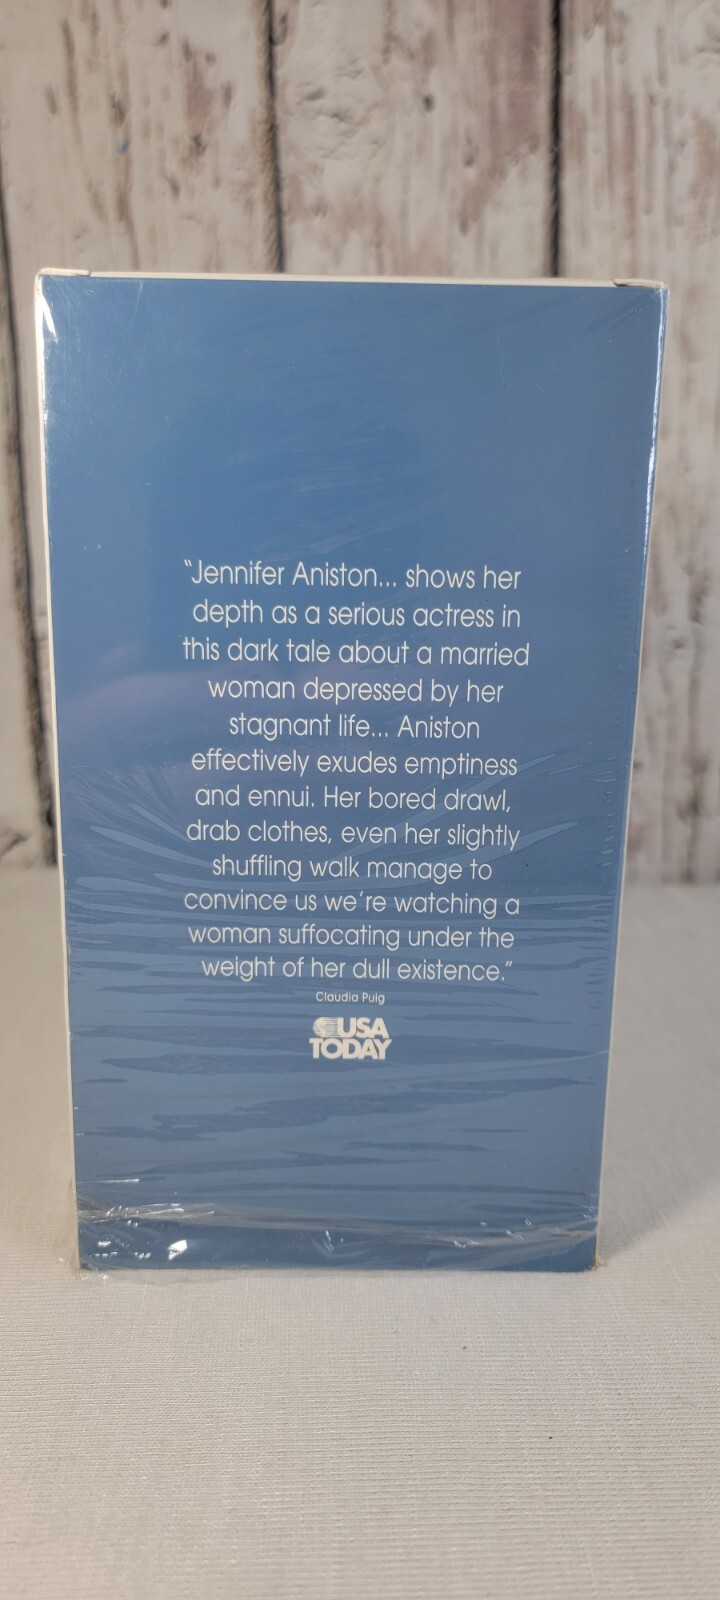 "Jennifer Aniston... shows her
depth as a serious actress in
this dark tale about a married
woman depressed by her
stagnant life... Aniston
effectively exudes emptiness
and ennui. Her bored drawl,
drab clothes, even her slightly
shuffling walk manage to
convince us we're watching a
woman suffocating under the
weight of her dull existence."
Claudia Puig
USA
TODAY